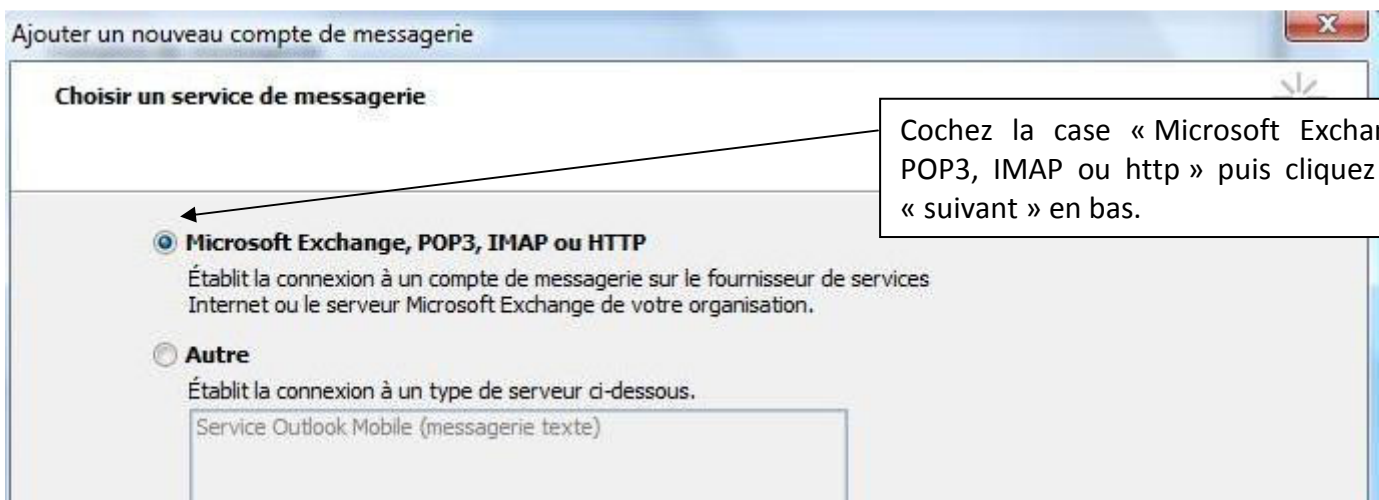 Ajouter un nouveau compte de messagerie
Choisir un service de messagerie
Cochez la case « Microsoft
POP3, IMAP ou http » puis cliquez
« suivant » en bas.
Microsoft Exchange, POP3, IMAP ou HTTP
Établit la connexion à un compte de messagerie sur le fournisseur de services
Internet ou le serveur Microsoft Exchange de votre organisation.
Autre
Établit la connexion à un type de serveur ci-dessous.
Service Outlook Mobile (messagerie texte)